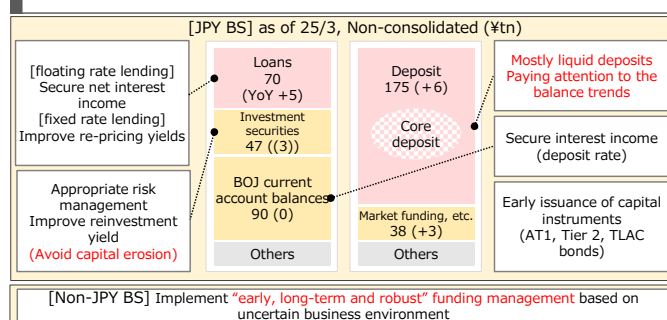 [JPY BS] as of 25/3, Non-consolidated (¥tn)
[floating rate lending]
Secure net interest
income
[fixed rate lending]
Improve re-pricing yields
Appropriate risk
management
Improve reinvestment
yield
(Avoid capital erosion)
Loans
70
(YoY +5)
Investment
securities
47 ((3))
BOJ current
account balances
90 (0)
Others
Deposit
175 (+6)
Core
deposit
Market funding, etc.
38 (+3)
Others
Mostly liquid deposits
Paying attention to the
balance trends
Secure interest income
(deposit rate)
Early issuance of capital
instruments
(AT1, Tier 2, TLAC
bonds)
[Non-JPY BS] Implement “early, long-term and robust” funding management based on
uncertain business environment